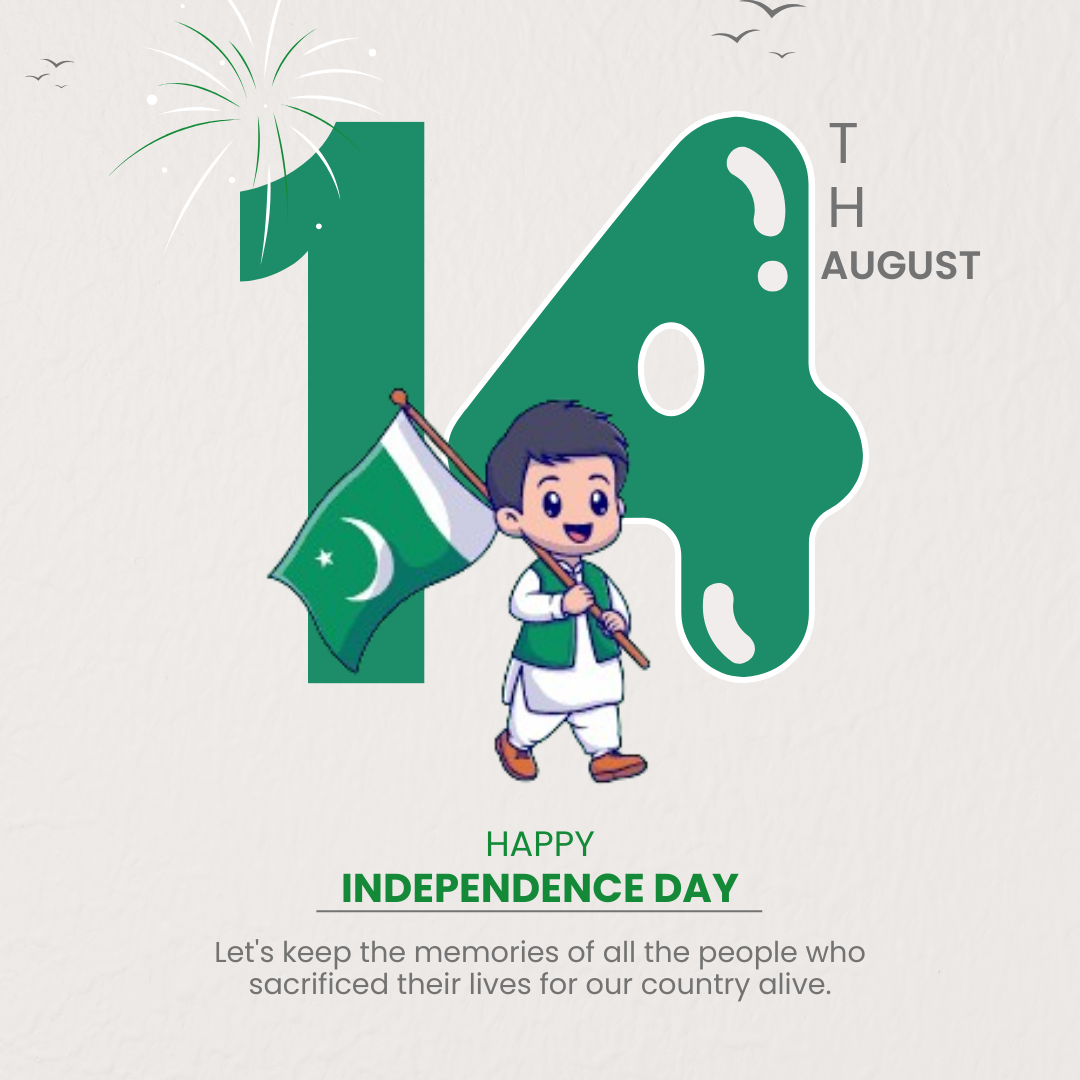 14
T
H
AUGUST
HAPPY
INDEPENDENCE DAY
Let's keep the memories of all the people who
sacrificed their lives for our country alive.